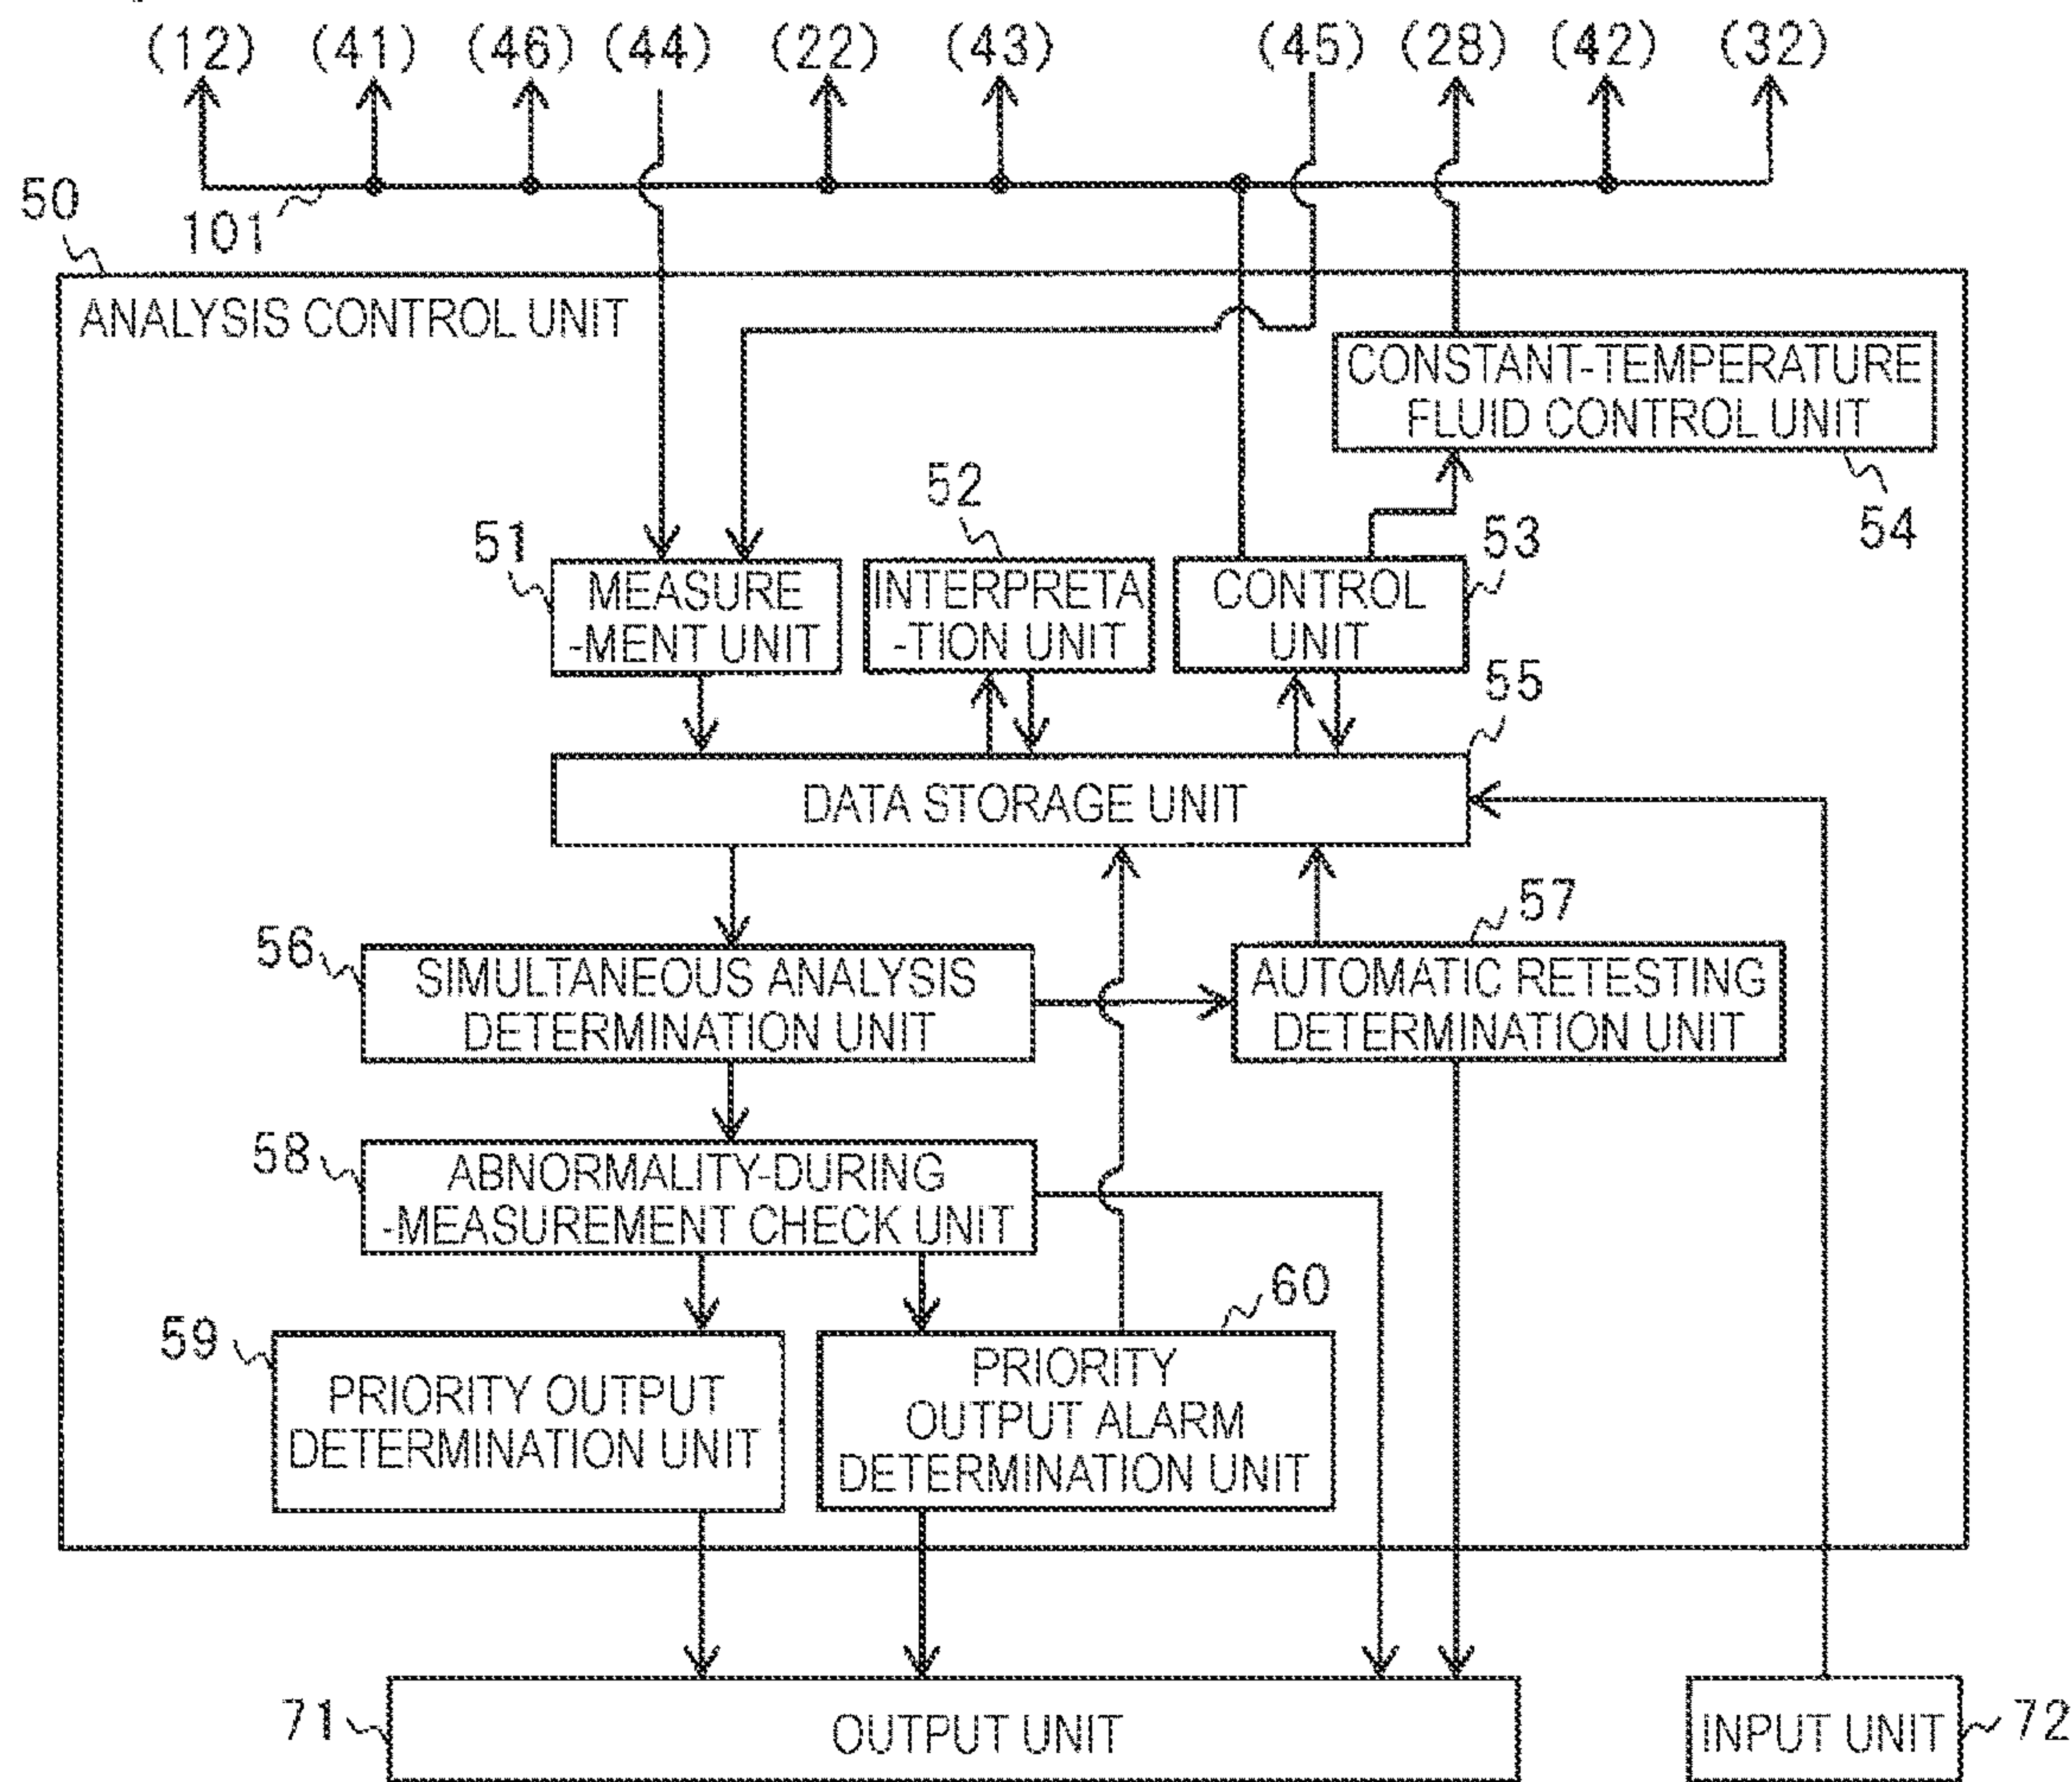 (12) (41) (46) (44) (22) (43) (45) (28) (42) (32)
50
101
ANALYSIS CONTROL UNIT
CONSTANT-TEMPERATURE
FLUID CONTROL UNIT
54
52
51
53
MEASURE
-MENT UNIT
INTERPRETA
-TION UNIT
CONTROL
UNIT
55
DATA STORAGE UNIT
57
56
SIMULTANEOUS ANALYSIS
DETERMINATION UNIT
AUTOMATIC RETESTING
DETERMINATION UNIT
58
ABNORMALITY-DURING
-MEASUREMENT CHECK UNIT
60
59
PRIORITY OUTPUT
DETERMINATION UNIT
PRIORITY
OUTPUT ALARM
DETERMINATION UNIT
71
OUTPUT UNIT
INPUT UNIT
72